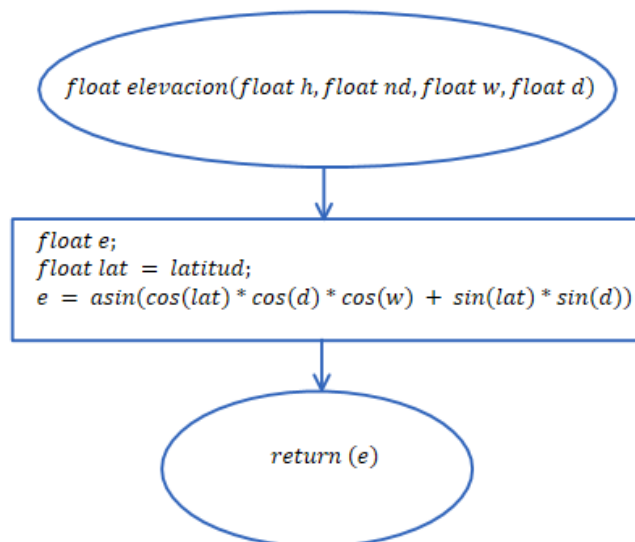 float elevacion(float h, float nd, float w, float d)
float e;
float lat = latitud;
e = asin(cos(lat) * cos(d) * cos(w) + sin(lat) * sin(d))
return (e)